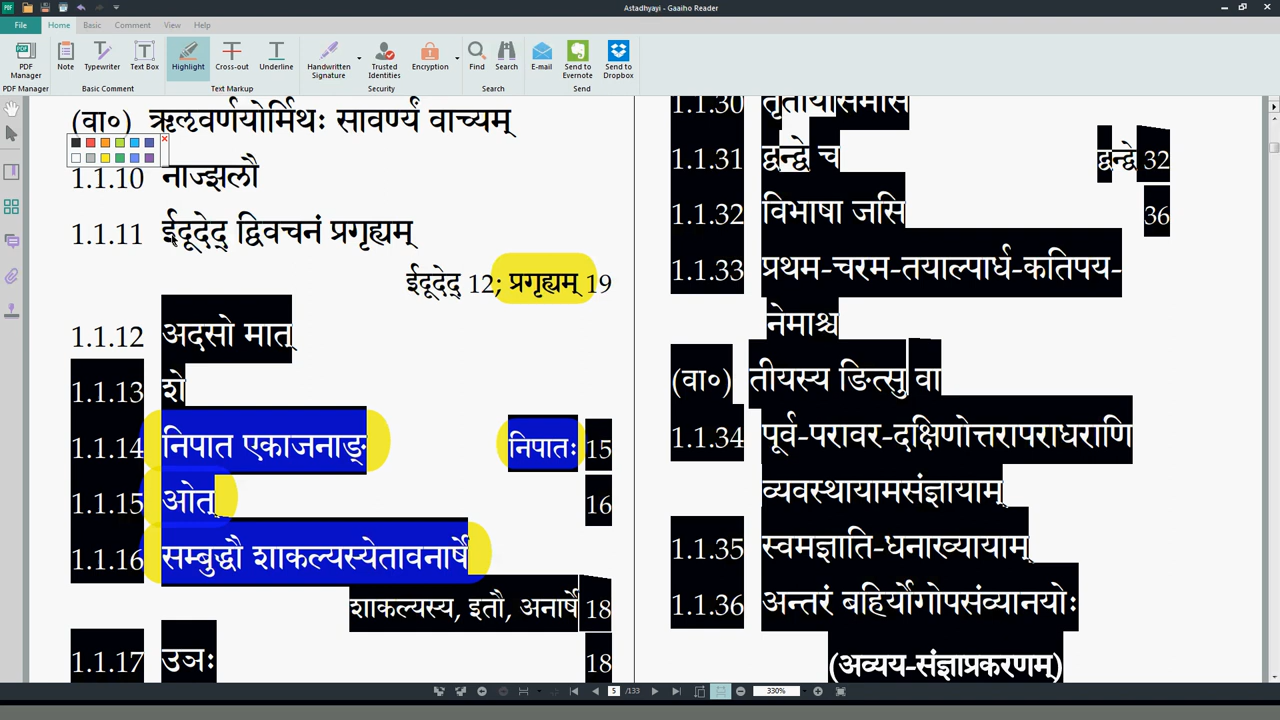 Astadhyayi - Gaaiho Reader
File Home Basic Comment View Help
PDF Manager Note Typewriter Text Box Highlight Cross-out Underline Handwritten Signature Trusted Identities Encryption Find Search E-mail Send to Evernote Send to Dropbox
PDF Manager Basic Comment Text Markup Security Search Send
(वा०) ऋऌवर्णयोर्मिथः सावर्ण्यं वाच्यम्
1.1.10 नाज्झलौ
1.1.11 ईदूदेद् द्विवचनं प्रगृह्यम्
ईदूदेद् 12; प्रगृह्यम् 19
1.1.12 अदसो मात्
1.1.13 शे
1.1.14 निपात एकाजनाङ् निपातः 15
1.1.15 ओत् 16
1.1.16 सम्बुद्धौ शाकल्यस्येतावनार्षे
शाकल्यस्य, इतौ, अनार्षे 18
1.1.17 उञः 18
1.1.30 तृतीयासमासे
1.1.31 द्वन्द्वे च द्वन्द्वे 32
1.1.32 विभाषा जसि 36
1.1.33 प्रथम-चरम-तयाल्पार्ध-कतिपय-
नेमाश्च
(वा०) तीयस्य ङित्सु वा
1.1.34 पूर्व-परावर-दक्षिणोत्तरापराधराणि
व्यवस्थायामसंज्ञायाम्
1.1.35 स्वमज्ञाति-धनाख्यायाम्
1.1.36 अन्तरं बहिर्योगोपसंव्यानयोः
(अव्यय-संज्ञाप्रकरणम्)
5 /133 330%